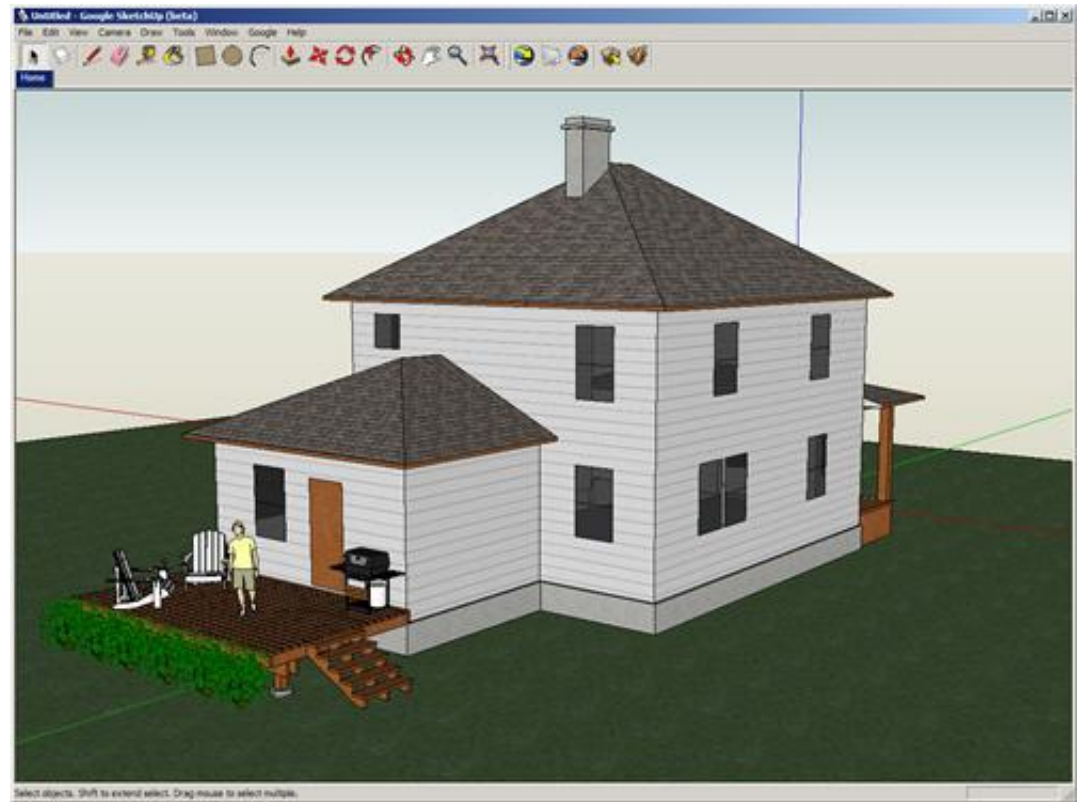 Untitled - Google SketchUp (beta)
File Edit View Camera Draw Tools Window Google Help
Home
Select objects. Shift to extend select. Drag mouse to select multiple.